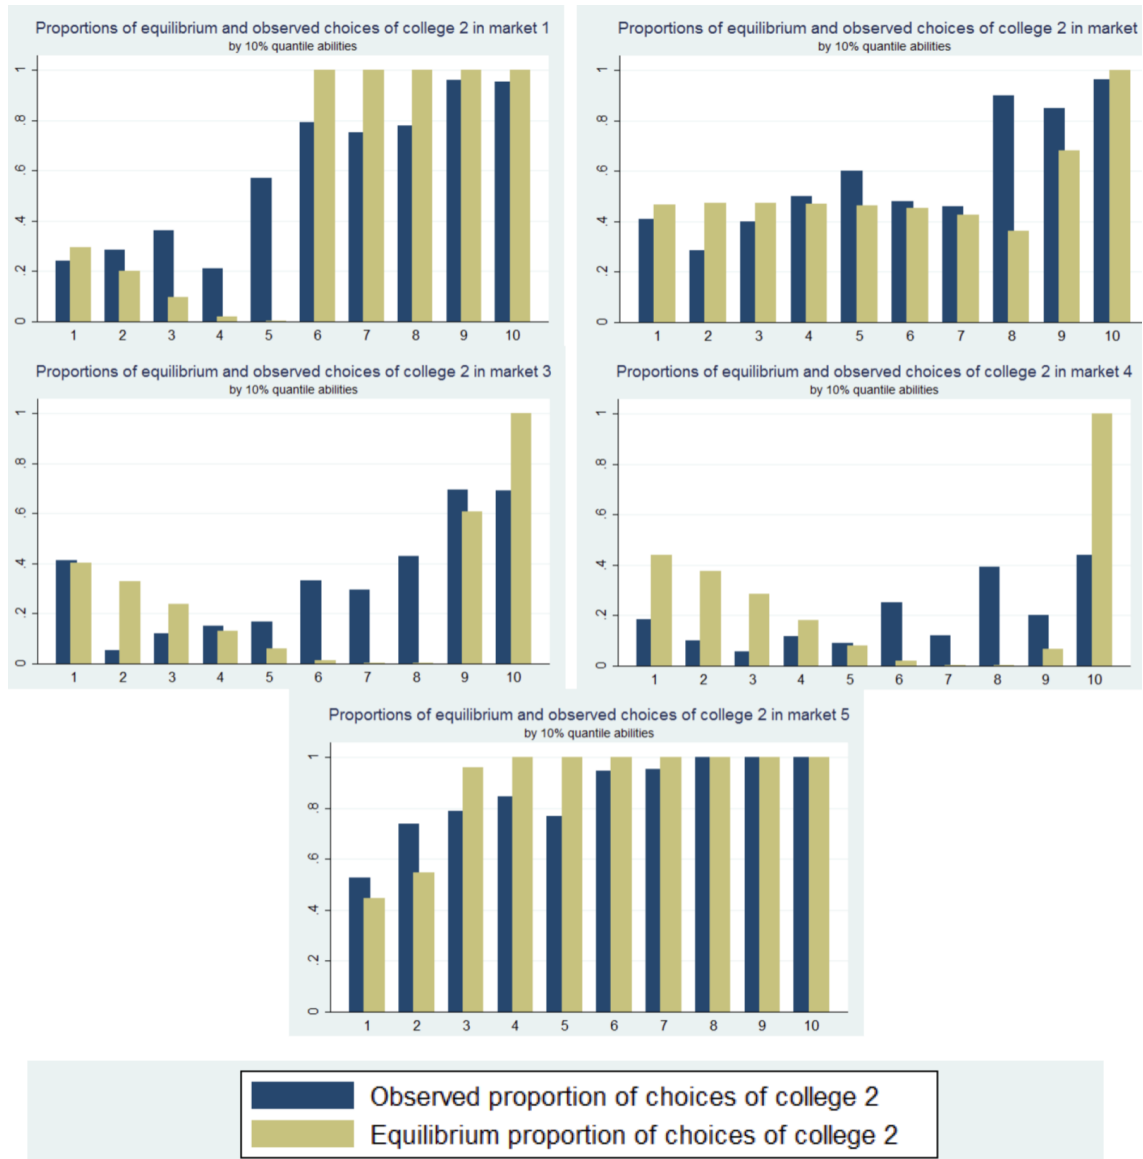 Proportions of equilibrium and observed choices of college 2 in market 1
by 10% quantile abilities
1
.8
.6
.4
.2
0
1 2 3 4 5 6 7 8 9 10
Proportions of equilibrium and observed choices of college 2 in market
by 10% quantile abilities
1
.8
.6
.4
.2
0
1 2 3 4 5 6 7 8 9 10
Proportions of equilibrium and observed choices of college 2 in market 3
by 10% quantile abilities
1
.8
.6
.4
.2
0
1 2 3 4 5 6 7 8 9 10
Proportions of equilibrium and observed choices of college 2 in market 4
by 10% quantile abilities
1
.8
.6
.4
.2
0
1 2 3 4 5 6 7 8 9 10
Proportions of equilibrium and observed choices of college 2 in market 5
by 10% quantile abilities
1
.8
.6
.4
.2
0
1 2 3 4 5 6 7 8 9 10
Observed proportion of choices of college 2
Equilibrium proportion of choices of college 2